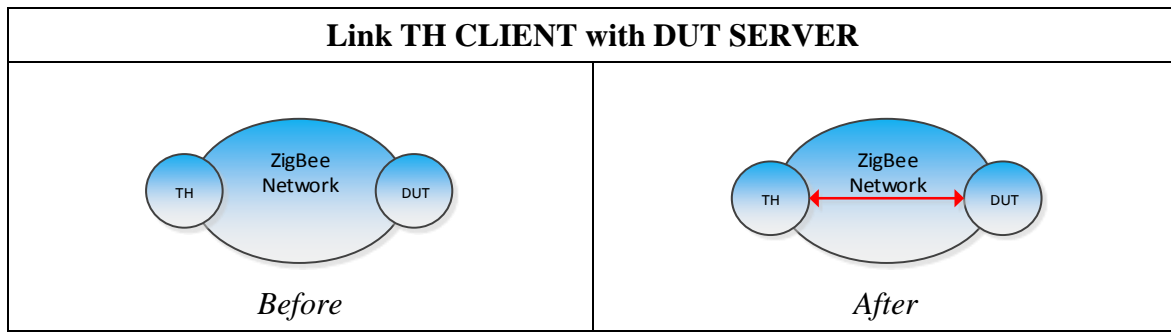 Link TH CLIENT with DUT SERVER
ZigBee
Network
TH
DUT
Before
ZigBee
Network
TH
DUT
After